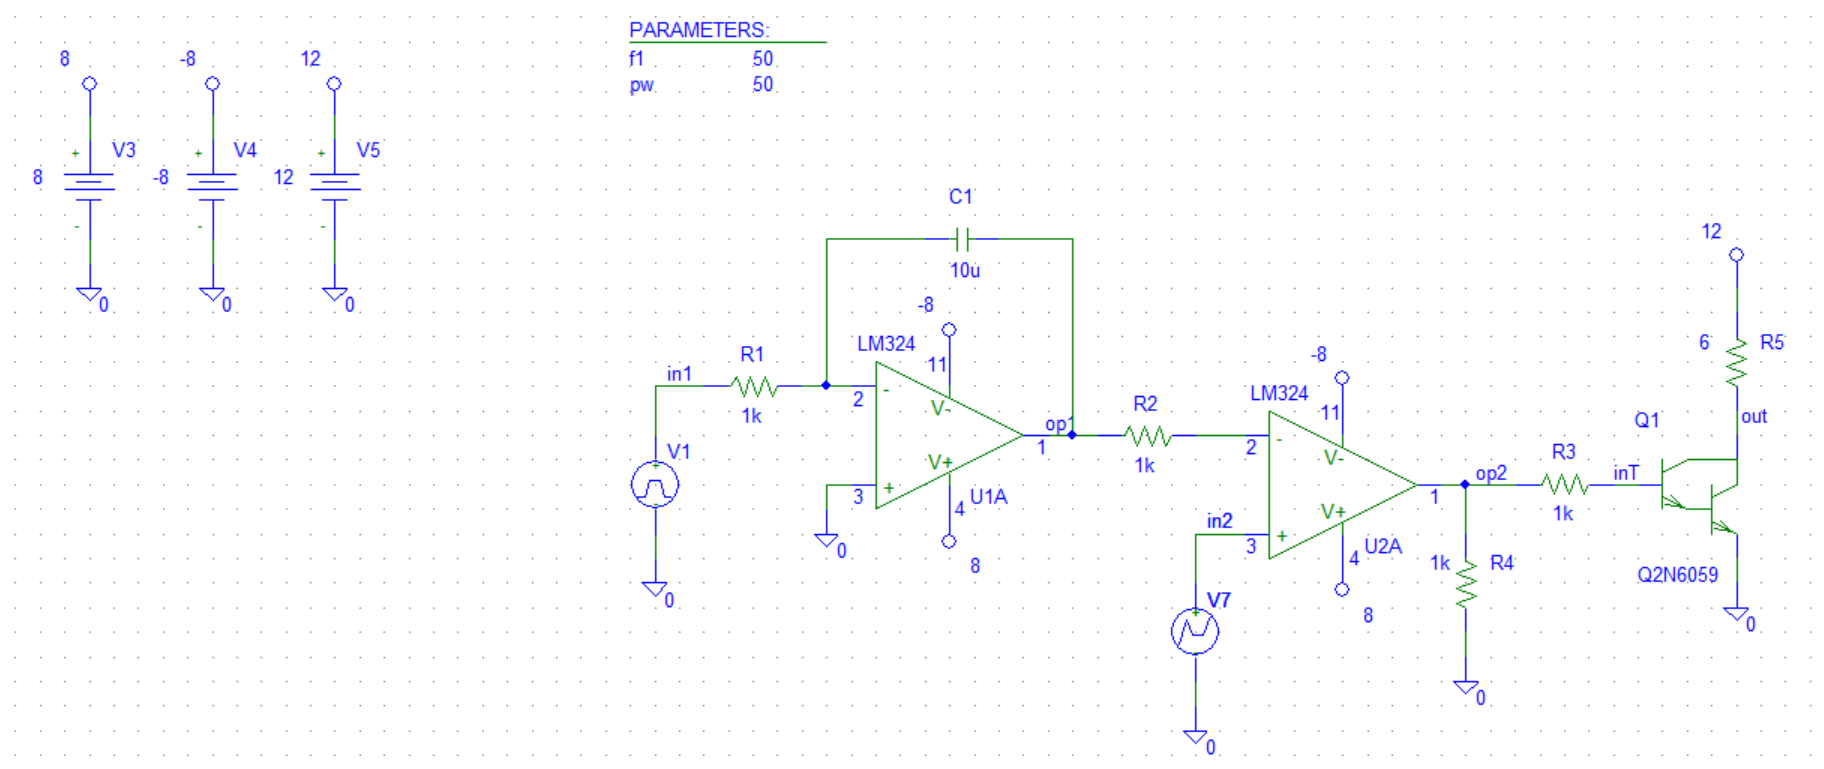 PARAMETERS:
f1 50
pw 50
8
-8
12
+ V3
8
-
0
+ V4
-8
-
0
+ V5
12
-
0
C1
10u
-8
LM324
11
R1
in1
1k
2
-
V-
V+
3
+
4
U1A
8
0
op1
1
V1
+
-
0
R2
1k
-8
LM324
11
2
-
V-
V+
3
+
4
U2A
8
in2
V7
+
0
op2
1
R3
1k
inT
1k R4
0
12
6 R5
out
Q1
Q2N6059
0